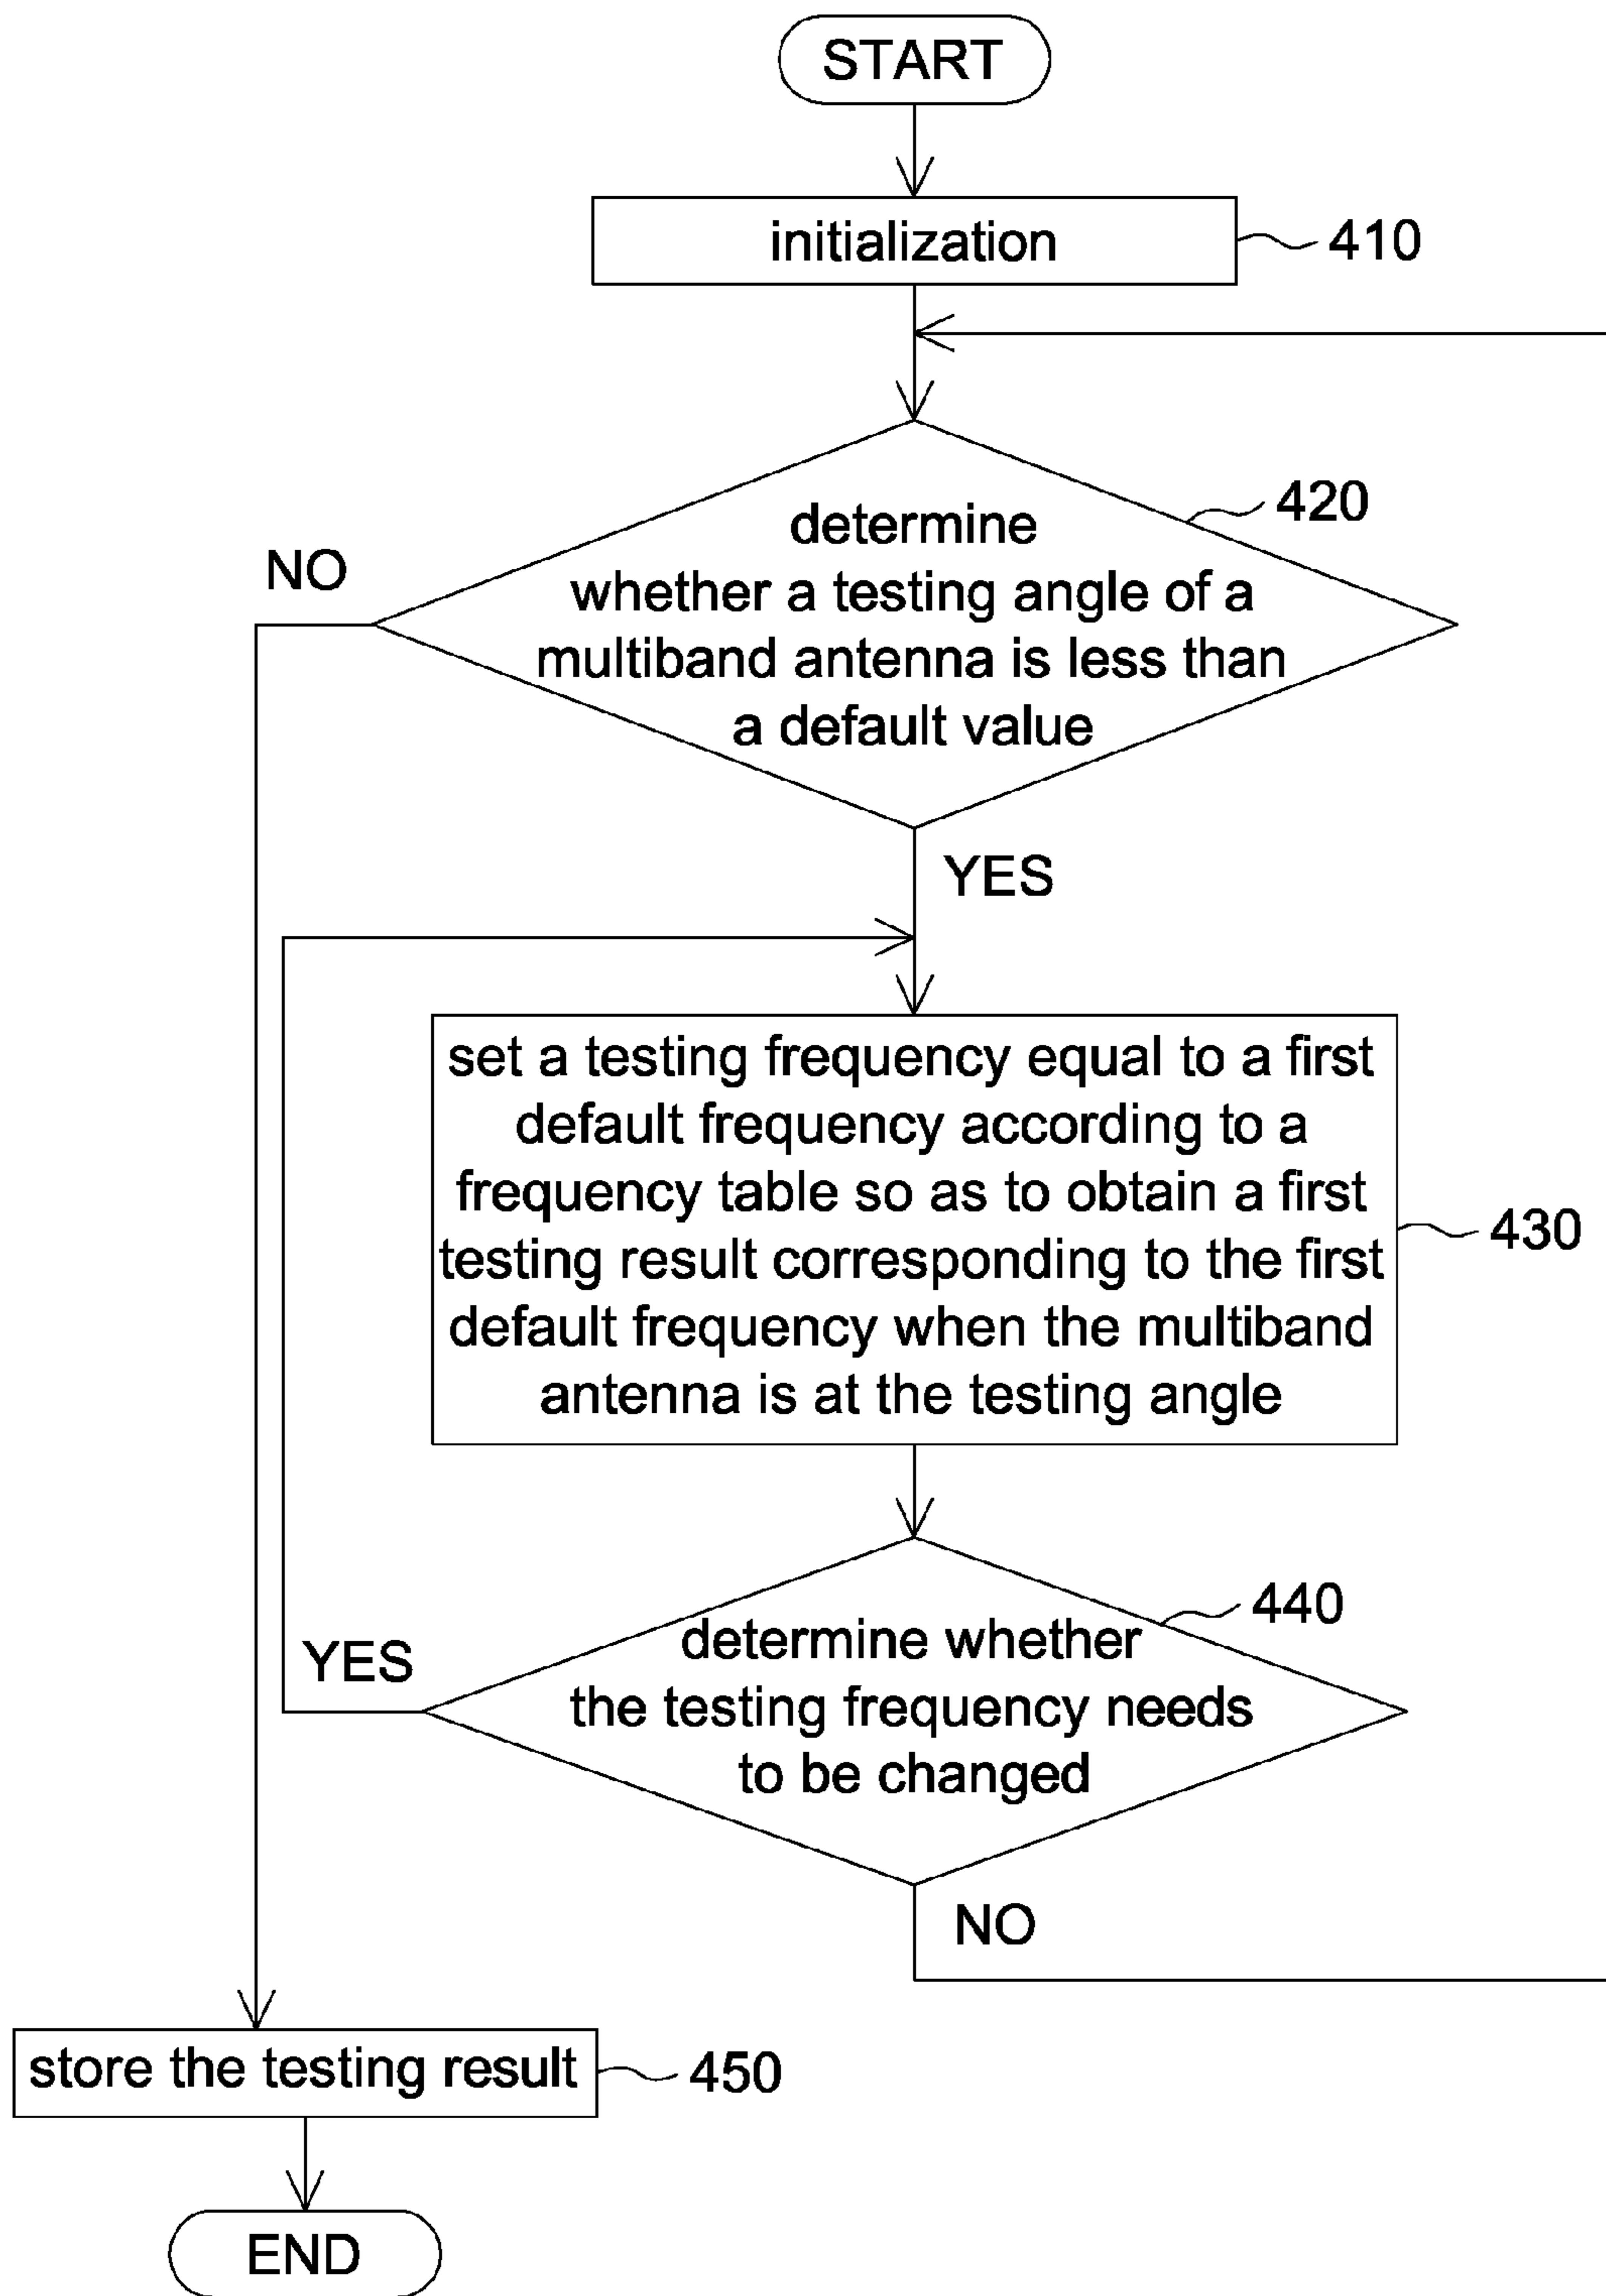 START
initialization
410
420
determine
whether a testing angle of a
multiband antenna is less than
a default value
NO
YES
set a testing frequency equal to a first
default frequency according to a
frequency table so as to obtain a first
testing result corresponding to the first
default frequency when the multiband
antenna is at the testing angle
430
440
determine whether
the testing frequency needs
to be changed
YES
NO
store the testing result
450
END